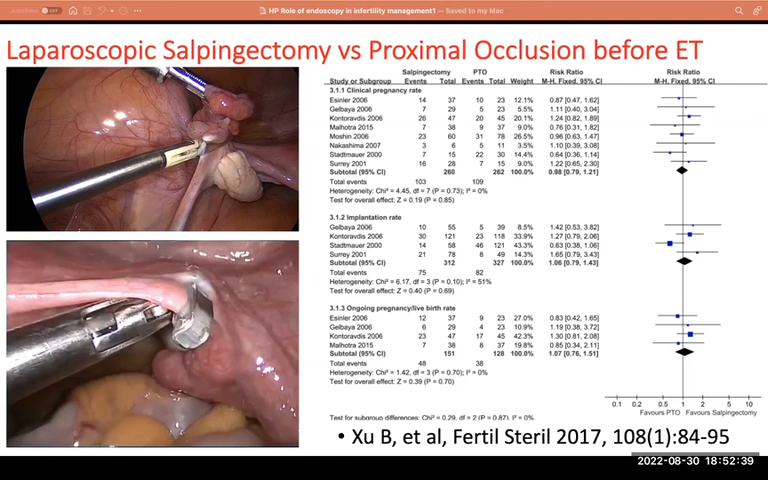 AutoSave OFF
HP Role of endoscopy in infertility management1 — Saved to my Mac
Laparoscopic Salpingectomy vs Proximal Occlusion before ET
Salpingectomy PTO Risk Ratio Risk Ratio
Study or Subgroup Events Total Events Total Weight M-H. Fixed. 95% CI M-H. Fixed. 95% CI
3.1.1 Clinical pregnancy rate
Esinler 2006 14 37 10 23 12.1% 0.87 [0.47, 1.62]
Gelbaya 2006 7 29 5 23 5.5% 1.11 [0.40, 3.04]
Kontoravdis 2006 26 47 20 45 20.1% 1.24 [0.82, 1.89]
Malhotra 2015 7 38 9 37 9.0% 0.76 [0.31, 1.82]
Moshin 2006 23 60 31 78 26.6% 0.96 [0.63, 1.47]
Nakashima 2007 3 6 5 11 3.5% 1.10 [0.39, 3.08]
Stadtmauer 2000 7 15 22 30 14.4% 0.64 [0.36, 1.14]
Surrey 2001 16 28 7 15 9.0% 1.22 [0.65, 2.30]
Subtotal (95% CI) 260 262 100.0% 0.98 [0.79, 1.21]
Total events 103 109
Heterogeneity: Chi² = 4.45, df = 7 (P = 0.73); I² = 0%
Test for overall effect: Z = 0.19 (P = 0.85)
3.1.2 Implantation rate
Gelbaya 2006 10 55 5 39 8.5% 1.42 [0.53, 3.82]
Kontoravdis 2006 30 121 23 118 33.9% 1.27 [0.79, 2.06]
Stadtmauer 2000 14 58 46 121 43.4% 0.63 [0.38, 1.06]
Surrey 2001 21 78 8 49 14.3% 1.65 [0.79, 3.43]
Subtotal (95% CI) 312 327 100.0% 1.06 [0.79, 1.43]
Total events 75 82
Heterogeneity: Chi² = 6.17, df = 3 (P = 0.10); I² = 51%
Test for overall effect: Z = 0.40 (P = 0.69)
3.1.3 Ongoing pregnancy/live birth rate
Esinler 2006 12 37 9 23 27.0% 0.83 [0.42, 1.65]
Gelbaya 2006 6 29 4 23 10.9% 1.19 [0.38, 3.72]
Kontoravdis 2006 23 47 17 45 42.3% 1.30 [0.81, 2.08]
Malhotra 2015 7 38 8 37 19.8% 0.85 [0.34, 2.11]
Subtotal (95% CI) 151 128 100.0% 1.07 [0.76, 1.51]
Total events 48 38
Heterogeneity: Chi² = 1.42, df = 3 (P = 0.70); I² = 0%
Test for overall effect: Z = 0.39 (P = 0.70)
0.1 0.2 0.5 1 2 5 10
Favours PTO Favours Salpingectomy
Test for subgroup differences: Chi² = 0.29, df = 2 (P = 0.87), I² = 0%
• Xu B, et al, Fertil Steril 2017, 108(1):84-95
2022-08-30 18:52:39